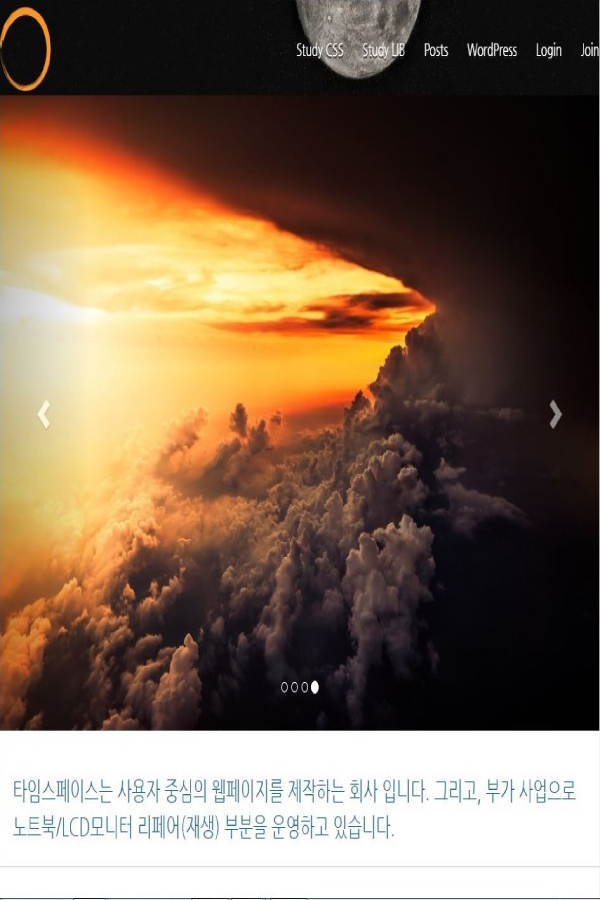 Study CSS Study LIB Posts WordPress Login Join
타임스페이스는 사용자 중심의 웹페이지를 제작하는 회사 입니다. 그리고, 부가 사업으로
노트북/LCD모니터 리페어(재생) 부분을 운영하고 있습니다.